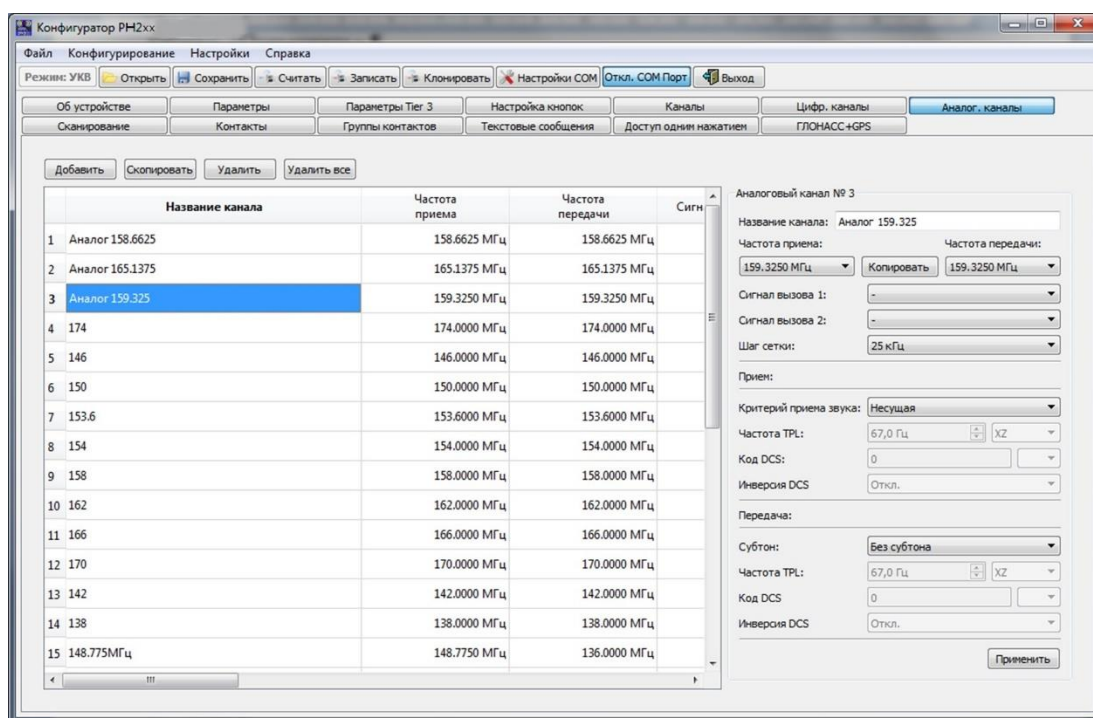 Конфигуратор РН2хх
Файл Конфигурирование Настройки Справка
Режим: УКВ Открыть Сохранить Считать Записать Клонировать Настройки COM Откл. COM Порт Выход
Об устройстве Параметры Параметры Tier 3 Настройка кнопок Каналы Цифр. каналы Аналог. каналы
Сканирование Контакты Группы контактов Текстовые сообщения Доступ одним нажатием ГЛОНАСС+GPS
Добавить Скопировать Удалить Удалить все
Название канала Частота приема Частота передачи Сигн
1 Аналог 158.6625 158.6625 МГц 158.6625 МГц
2 Аналог 165.1375 165.1375 МГц 165.1375 МГц
3 Аналог 159.325 159.3250 МГц 159.3250 МГц
4 174 174.0000 МГц 174.0000 МГц
5 146 146.0000 МГц 146.0000 МГц
6 150 150.0000 МГц 150.0000 МГц
7 153.6 153.6000 МГц 153.6000 МГц
8 154 154.0000 МГц 154.0000 МГц
9 158 158.0000 МГц 158.0000 МГц
10 162 162.0000 МГц 162.0000 МГц
11 166 166.0000 МГц 166.0000 МГц
12 170 170.0000 МГц 170.0000 МГц
13 142 142.0000 МГц 142.0000 МГц
14 138 138.0000 МГц 138.0000 МГц
15 148.775МГц 148.7750 МГц 136.0000 МГц
Аналоговый канал № 3
Название канала: Аналог 159.325
Частота приема: Частота передачи:
159.3250 МГц Копировать 159.3250 МГц
Сигнал вызова 1: -
Сигнал вызова 2: -
Шаг сетки: 25 кГц
Прием:
Критерий приема звука: Несущая
Частота TPL: 67,0 Гц XZ
Код DCS: 0
Инверсия DCS Откл.
Передача:
Субтон: Без субтона
Частота TPL: 67,0 Гц XZ
Код DCS 0
Инверсия DCS Откл.
Применить